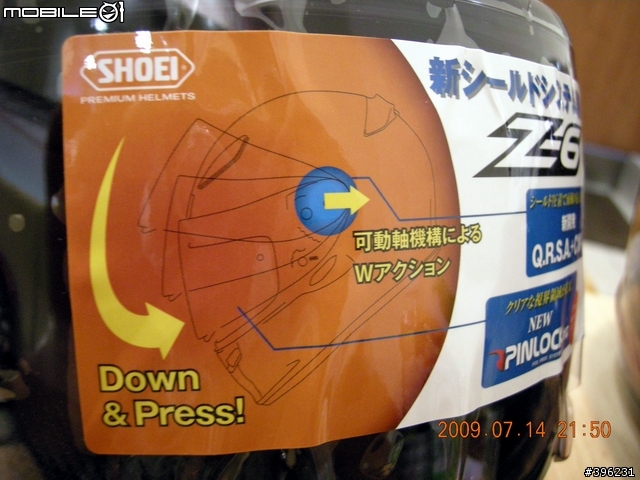 MOBILE01
SHOEI
PREMIUM HELMETS
新シールドシステム
Z-6
可動軸機構による
Wアクション
Q.R.S.A.
クリアな視界
NEW
PINLOCK
Down
& Press!
2009.07.14 21:50
#396231